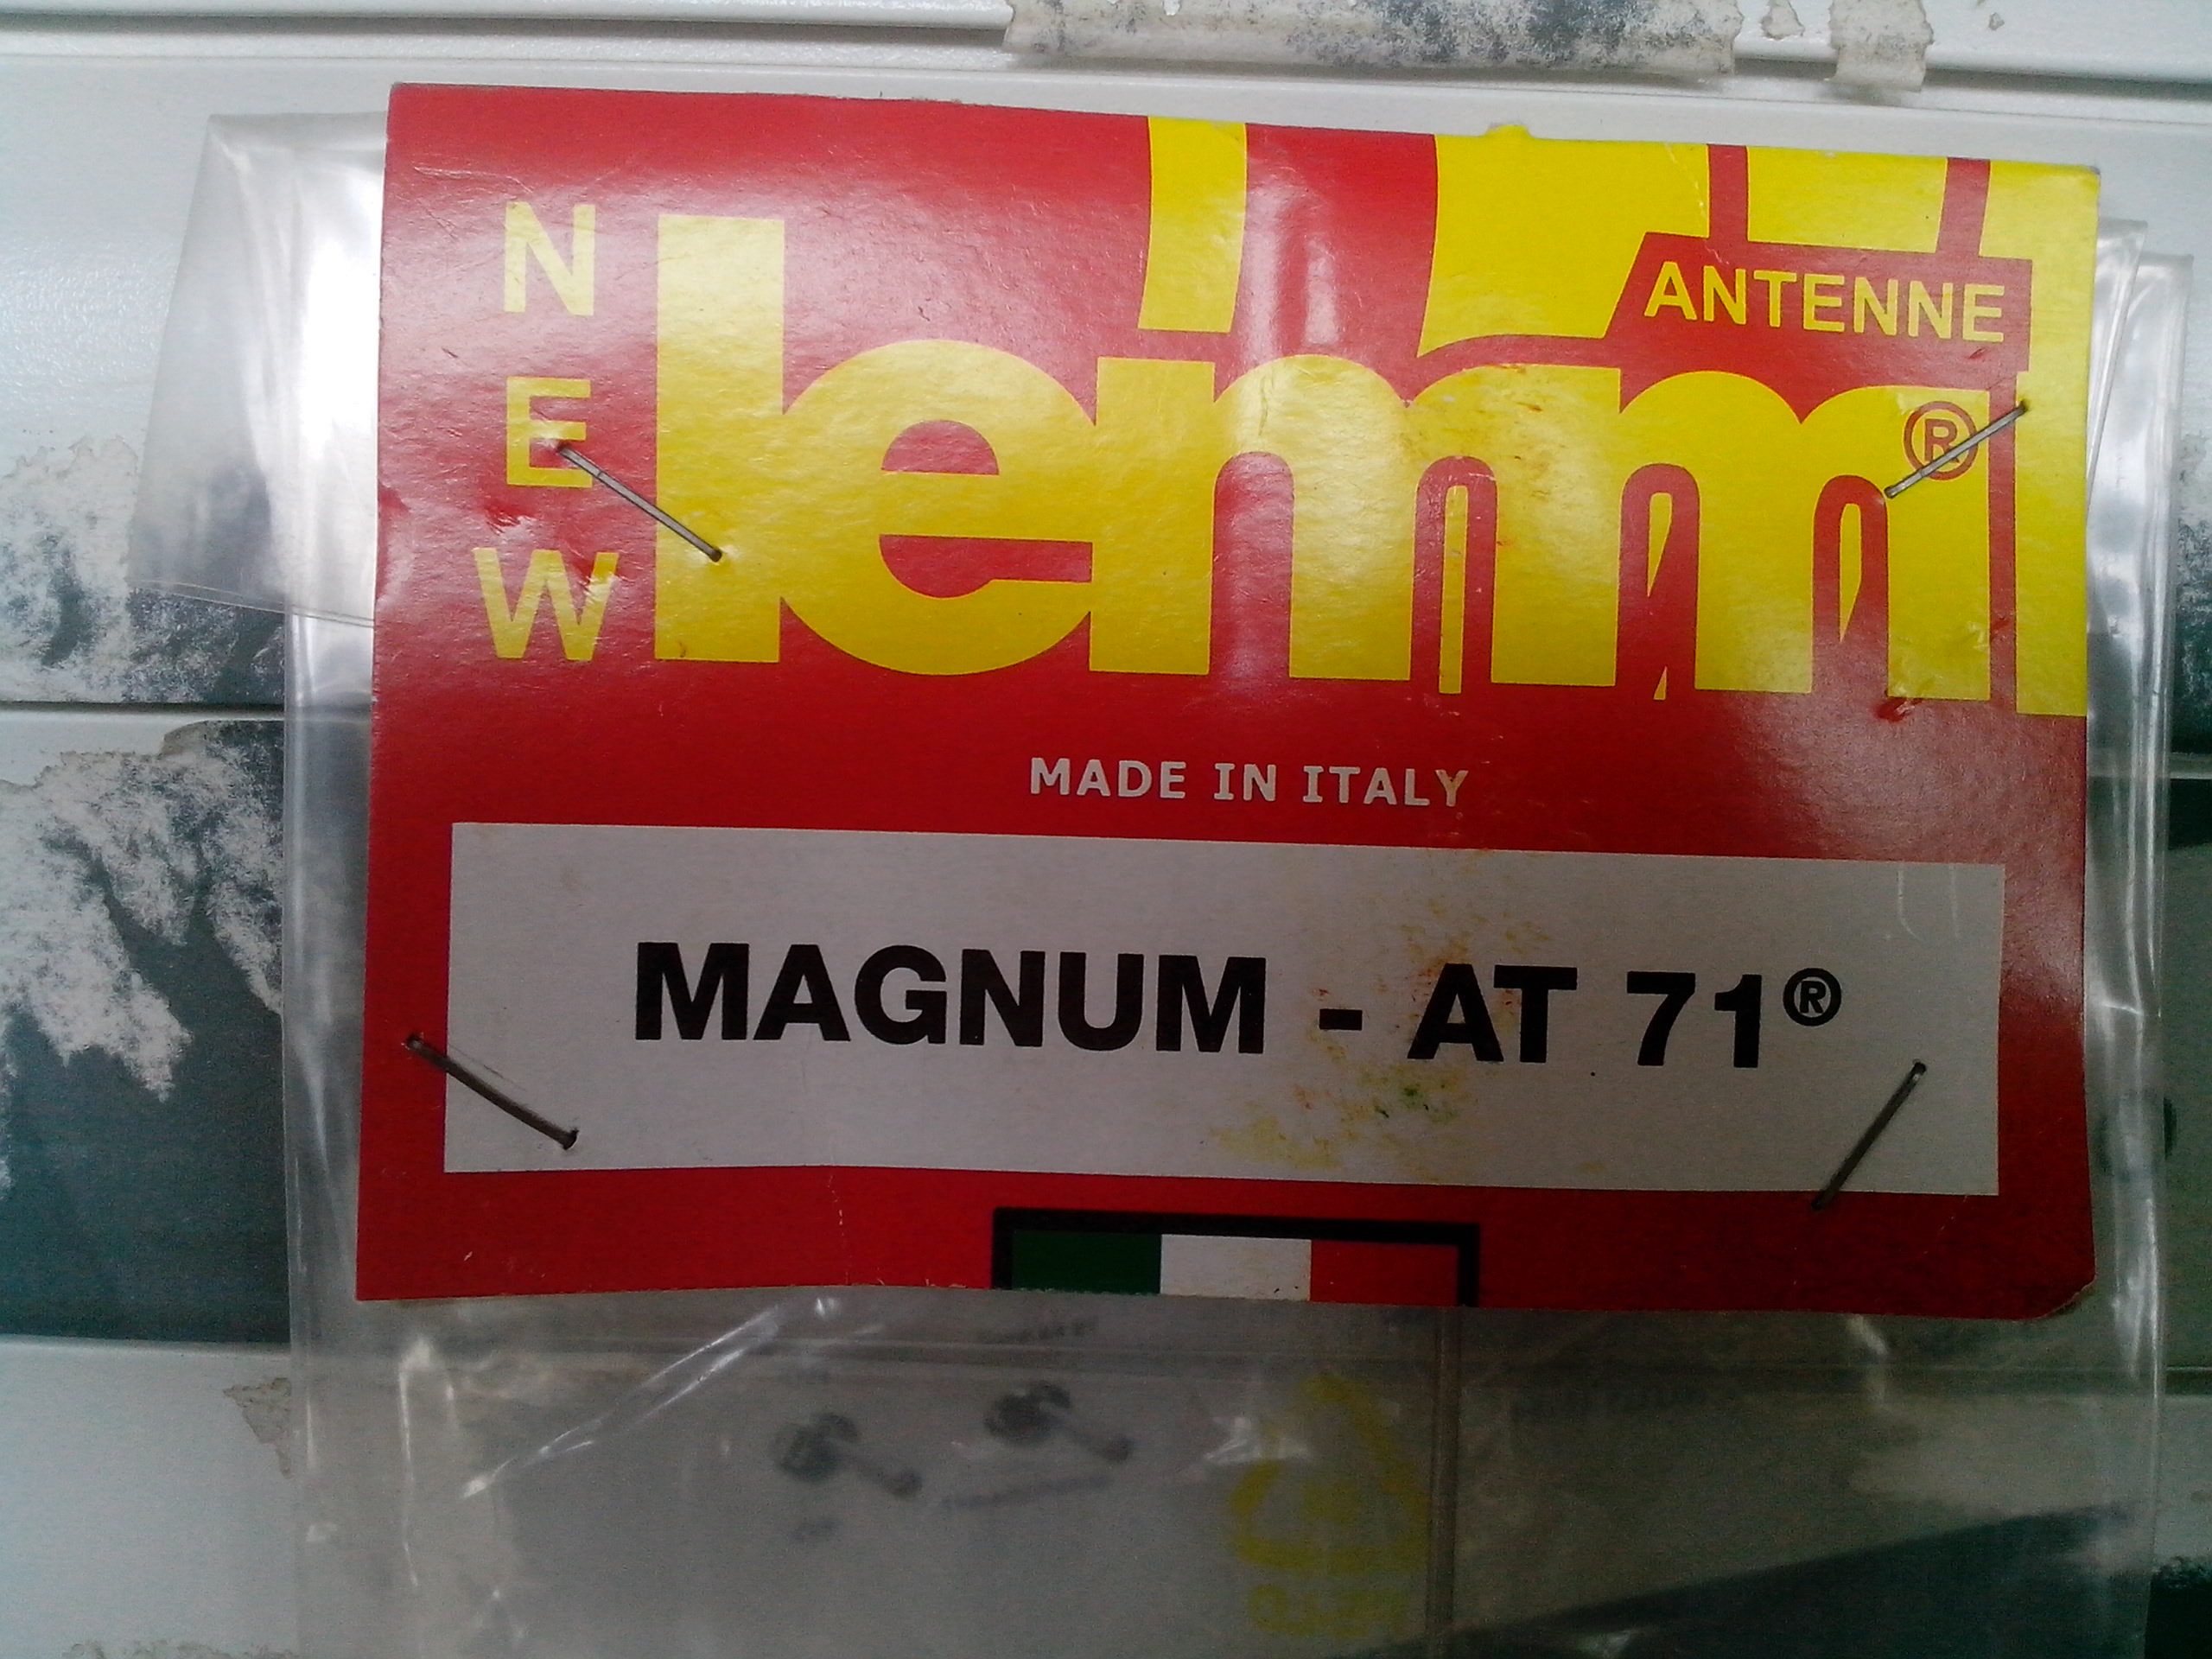 NEW
lemm®
ANTENNE
MADE IN ITALY
MAGNUM - AT 71®